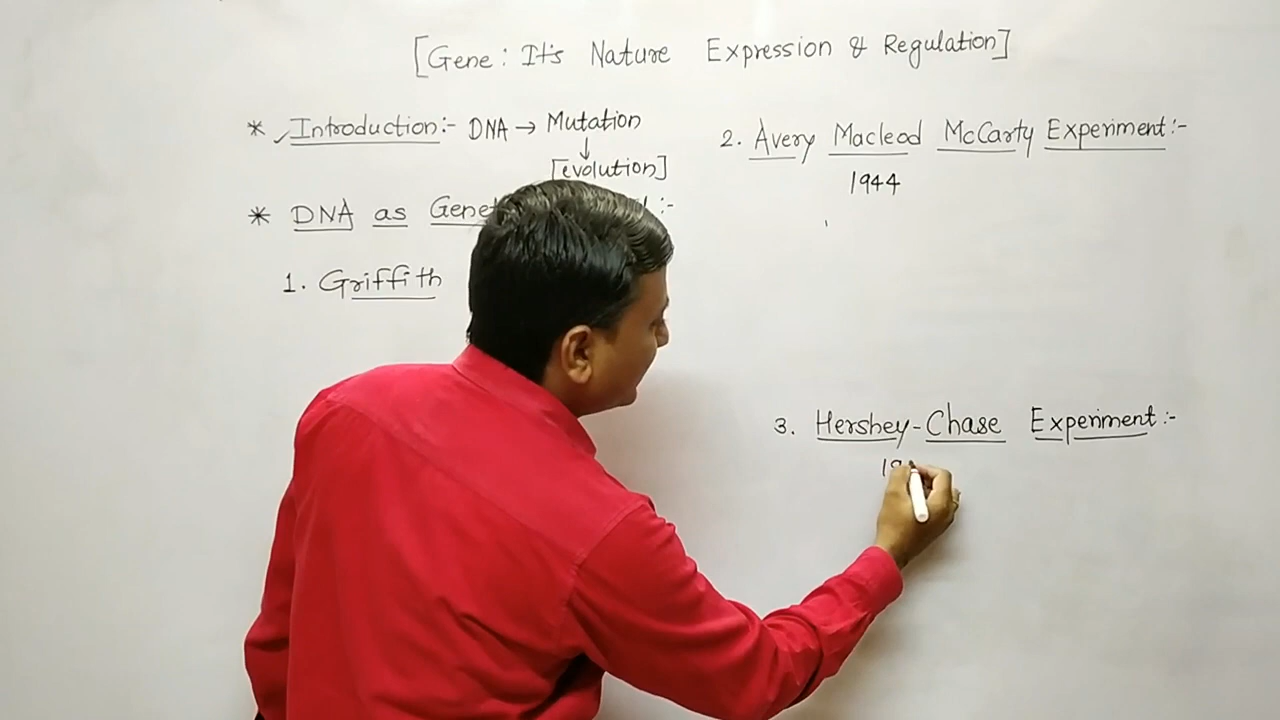 [Gene: It's Nature Expression & Regulation]
* ✓ Introduction:- DNA → Mutation
↓
[evolution]
* DNA as :-
1. Griffith
2. Avery Macleod McCarty Experiment:-
1944
3. Hershey-Chase Experiment:-